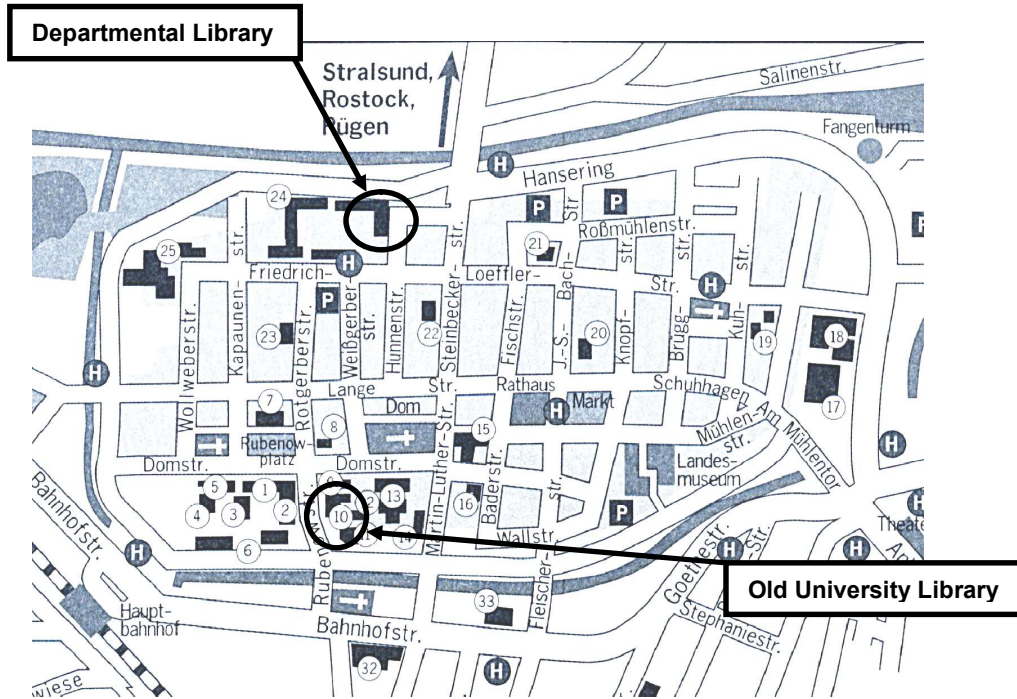 Departmental Library
Stralsund,
Rostock,
Rügen
Salinenstr.
Fangenturm
H
Hansering
24
P
P
P
Roßmühlenstr.
25
21
H
Friedrich-
Loeffler-
Str.
H
Kapaunen-
str.
Wollweberstr.
Rotgerberstr.
P
Weißgerber-
str.
Hunnenstr.
Steinbecker-
str.
Fischstr.
J.-S.-
Bach-
Str
Knopf-
str.
Brügg-
str.
Kuh-
str.
23
22
20
19
18
17
H
Lange
Str.
Rathaus
Markt
H
Schuhhagen
Am Mühlentor
Mühlen-
str.
7
8
Dom
Rubenow-
platz
15
Domstr.
Domstr.
Martin-Luther-Str.
Baderstr.
Landes-
museum
H
5
1
4
3
2
6
10
13
14
16
P
Wallstr.
Fleischer-
str.
Bahnhofstr.
H
Goethestr.
H
Str.
H
H
Theate
Old University Library
Stephaniestr.
33
Haupt-
bahnhof
Bahnhofstr.
32
H
H
wiese